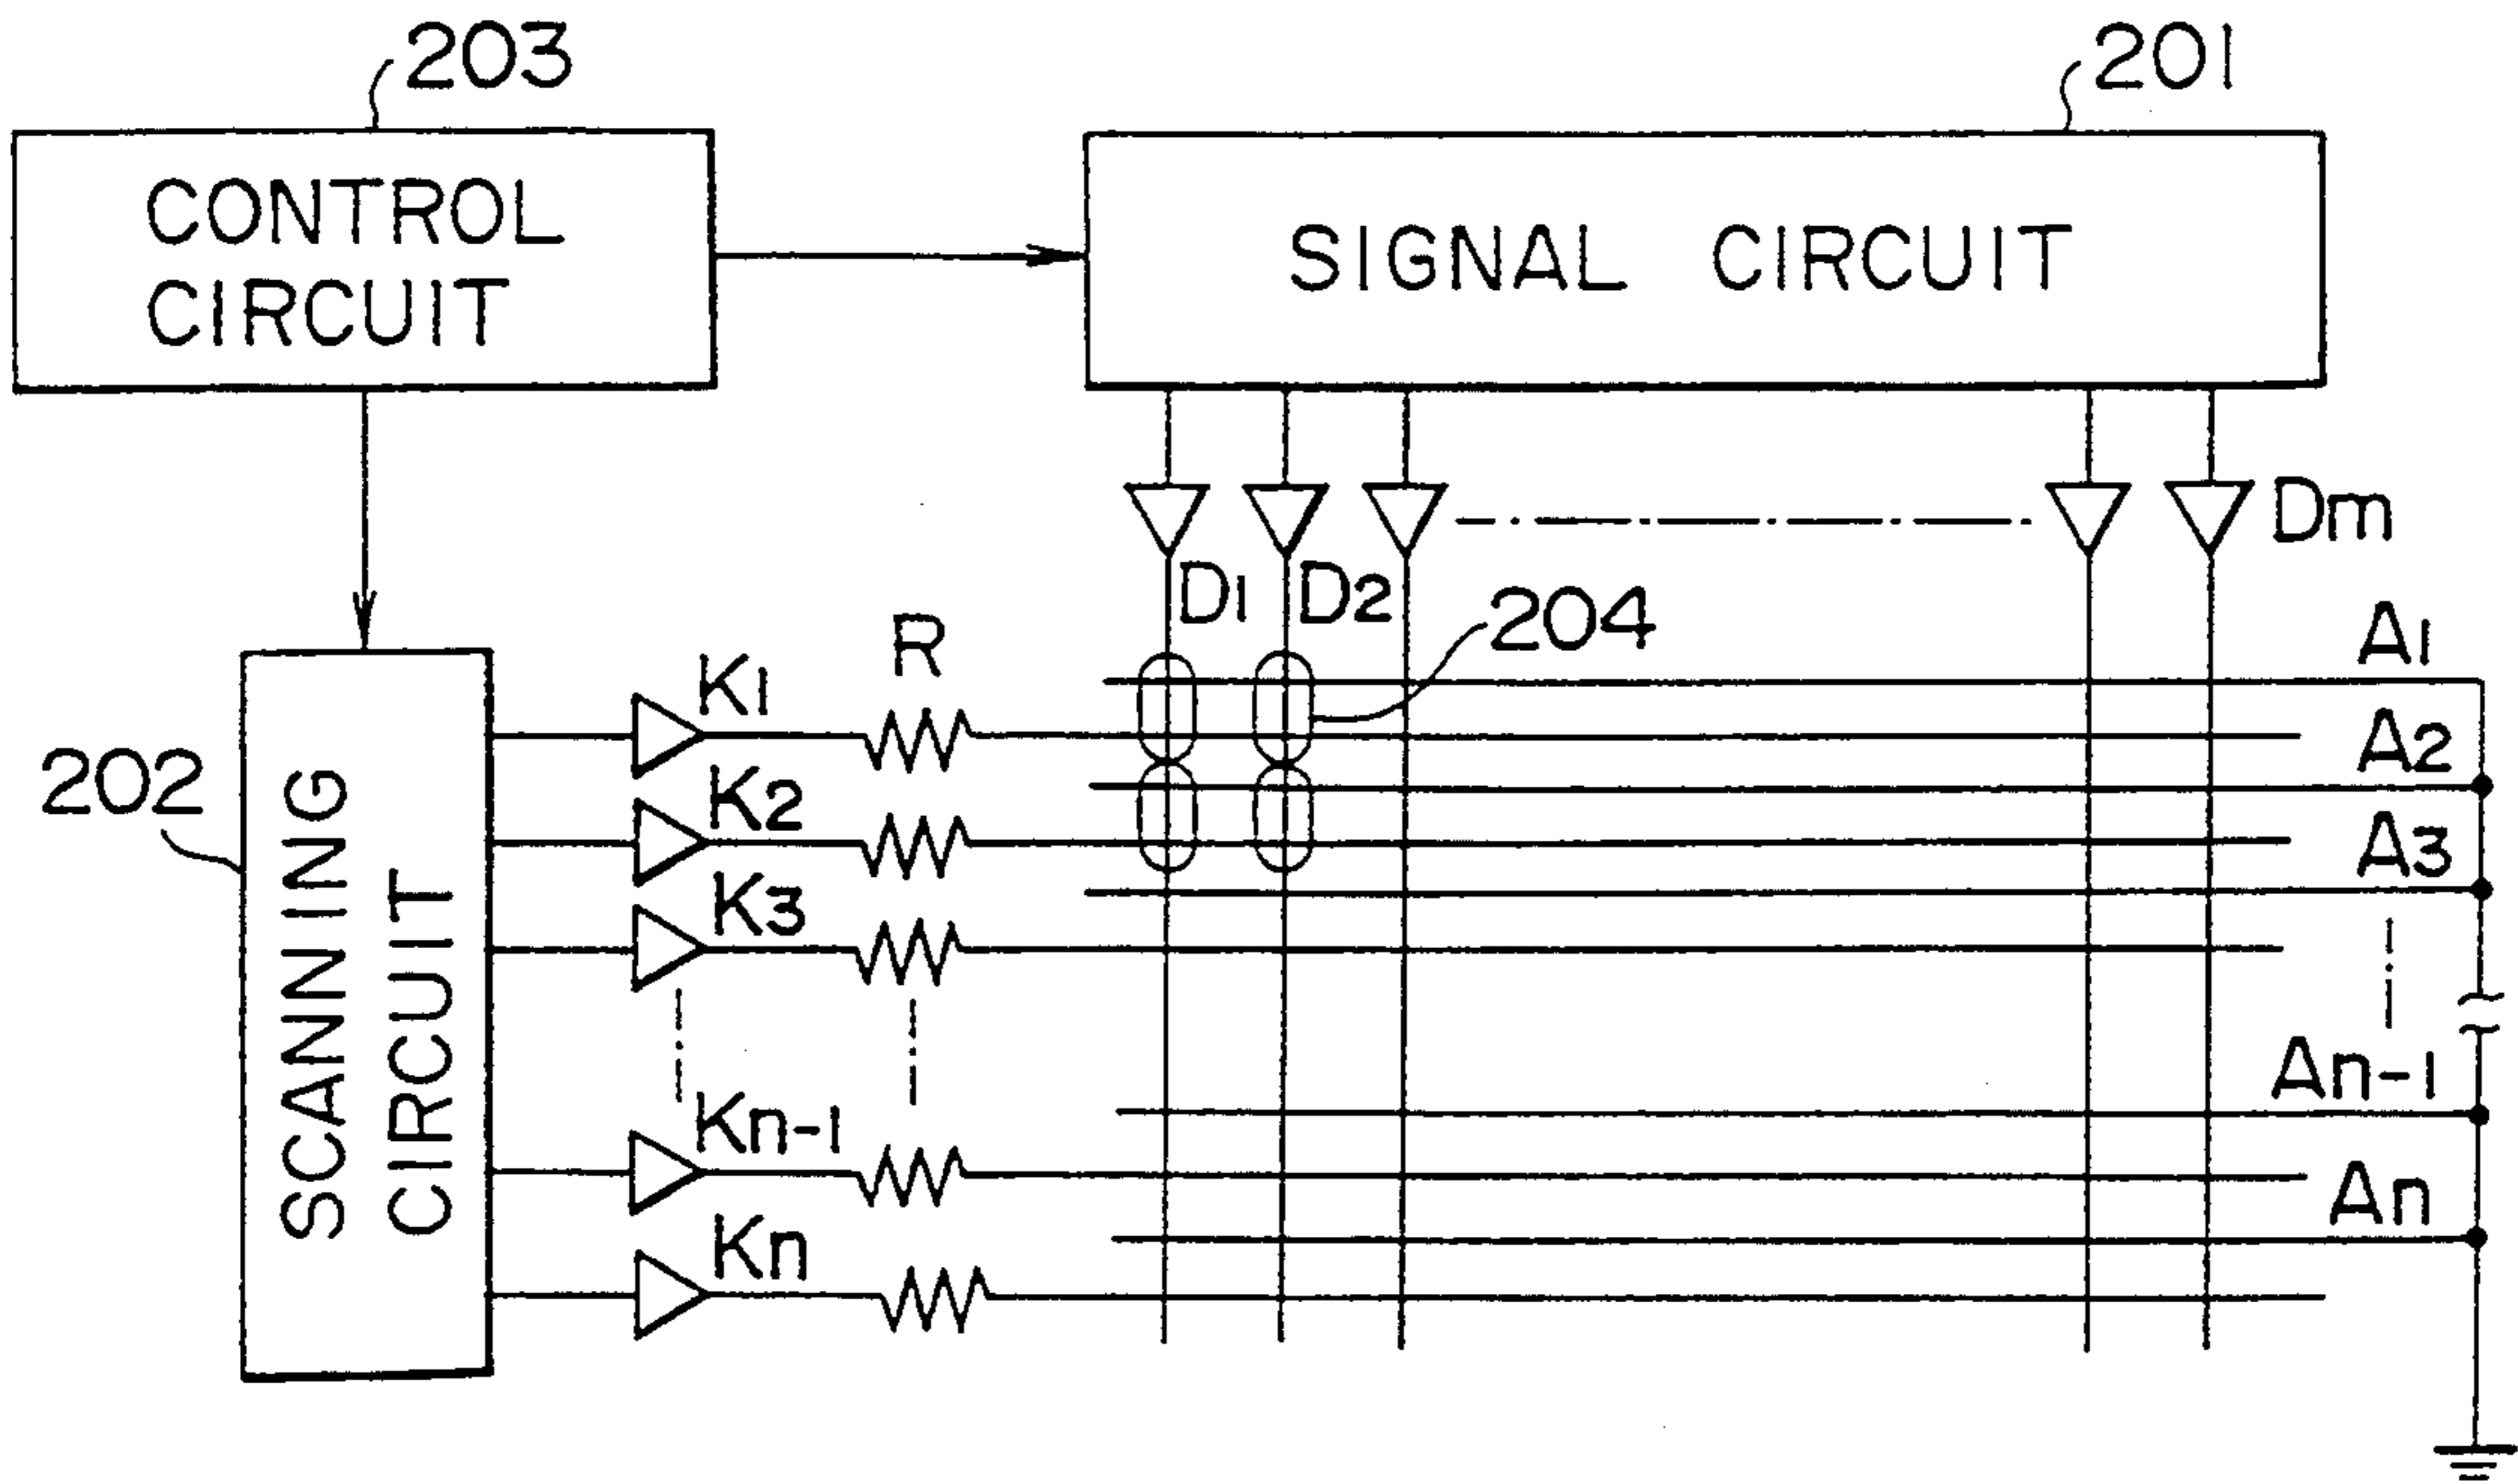 203
201
CONTROL
CIRCUIT
SIGNAL CIRCUIT
Dm
D1
D2
204
R
A1
K1
A2
202
K2
A3
K3
SCANNING
CIRCUIT
An-1
Kn-1
An
Kn